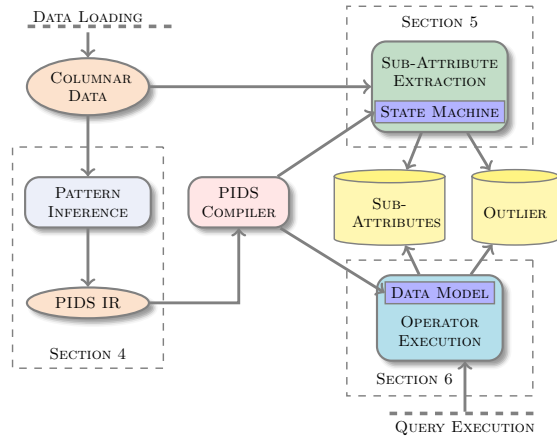 DATA LOADING
SECTION 5
COLUMNAR
DATA
SUB-ATTRIBUTE
EXTRACTION
STATE MACHINE
PATTERN
INFERENCE
PIDS
COMPILER
SUB-
ATTRIBUTES
OUTLIER
PIDS IR
DATA MODEL
OPERATOR
EXECUTION
SECTION 4
SECTION 6
QUERY EXECUTION